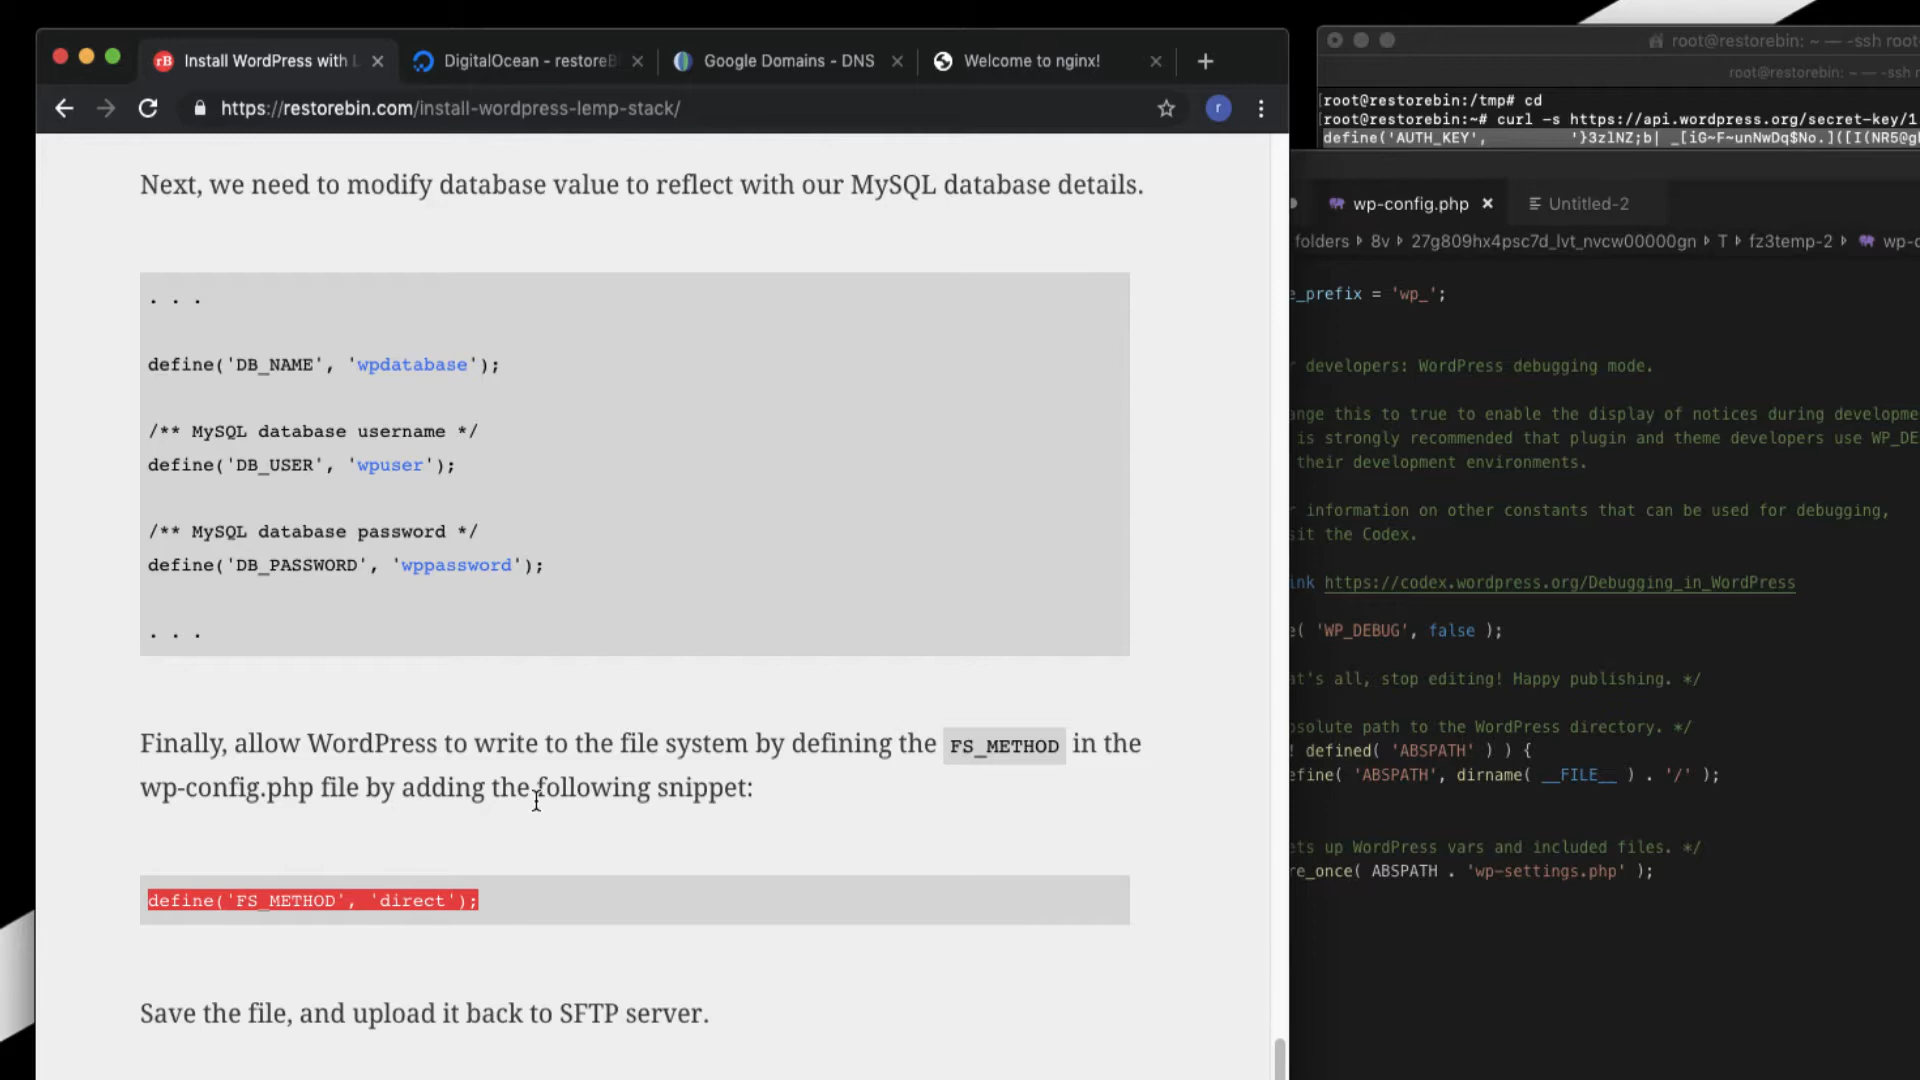 Install WordPress with
DigitalOcean - restoreB
Google Domains - DNS
Welcome to nginx!
https://restorebin.com/install-wordpress-lemp-stack/
r
Next, we need to modify database value to reflect with our MySQL database details.
. . .
define('DB_NAME', 'wpdatabase');
/** MySQL database username */
define('DB_USER', 'wpuser');
/** MySQL database password */
define('DB_PASSWORD', 'wppassword');
. . .
Finally, allow WordPress to write to the file system by defining the FS_METHOD in the
wp-config.php file by adding the following snippet:
define('FS_METHOD', 'direct');
Save the file, and upload it back to SFTP server.
root@restorebin: ~ — -ssh root
root@restorebin: ~ — -ssh
[root@restorebin:/tmp# cd
[root@restorebin:~# curl -s https://api.wordpress.org/secret-key/1
define('AUTH_KEY', '}3zlNZ;b| _[iG~F~unNwDq$No.]([I(NR5@g
wp-config.php
Untitled-2
folders 8v 27g809hx4psc7d_lvt_nvcw00000gn T fz3temp-2 wp-c
e_prefix = 'wp_';
r developers: WordPress debugging mode.
ange this to true to enable the display of notices during developme
is strongly recommended that plugin and theme developers use WP_DE
their development environments.
r information on other constants that can be used for debugging,
sit the Codex.
ink https://codex.wordpress.org/Debugging_in_WordPress
e( 'WP_DEBUG', false );
at's all, stop editing! Happy publishing. */
bsolute path to the WordPress directory. */
! defined( 'ABSPATH' ) ) {
efine( 'ABSPATH', dirname( __FILE__ ) . '/' );
ets up WordPress vars and included files. */
re_once( ABSPATH . 'wp-settings.php' );